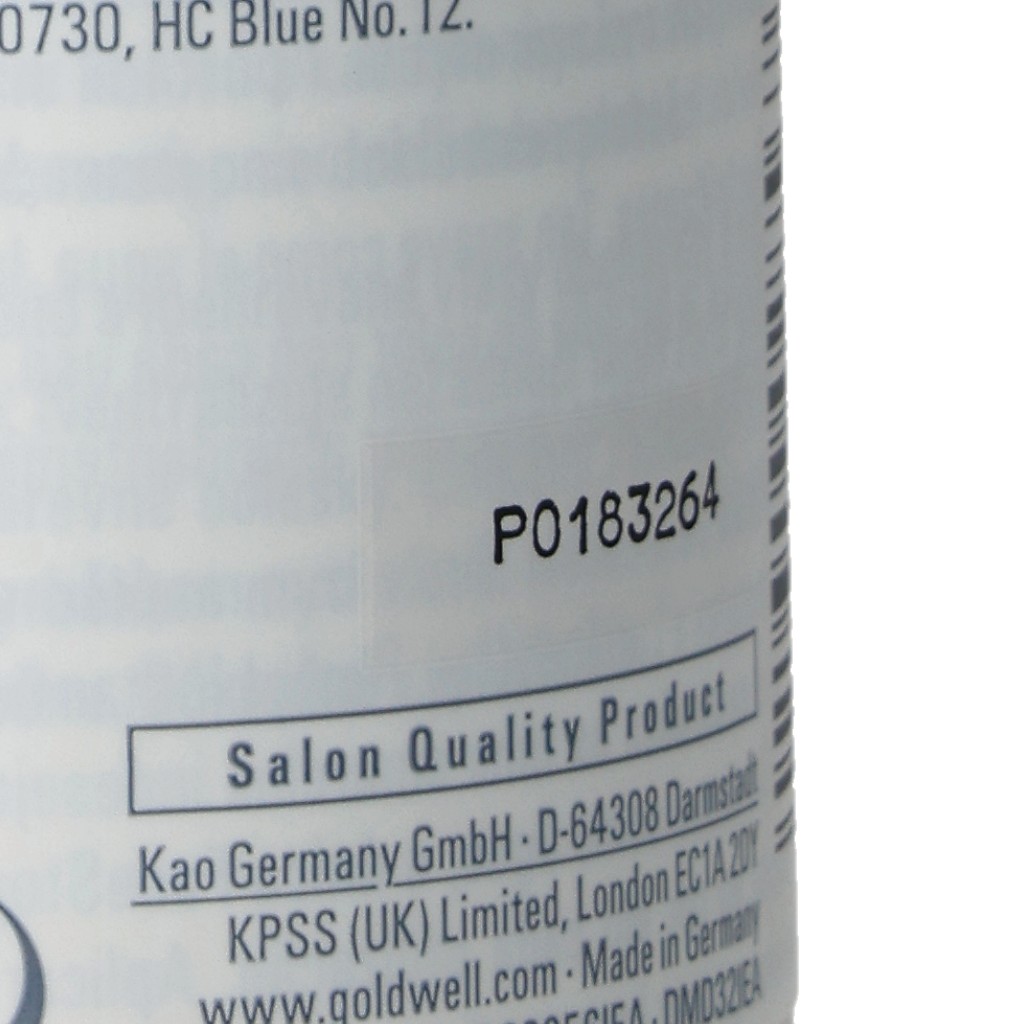 0730, HC Blue No. 12.
P0183264
Salon Quality Product
Kao Germany GmbH · D-64308 Darmstadt
KPSS (UK) Limited, London EC1A 2DY
www.goldwell.com · Made in Germany
DM032IEA